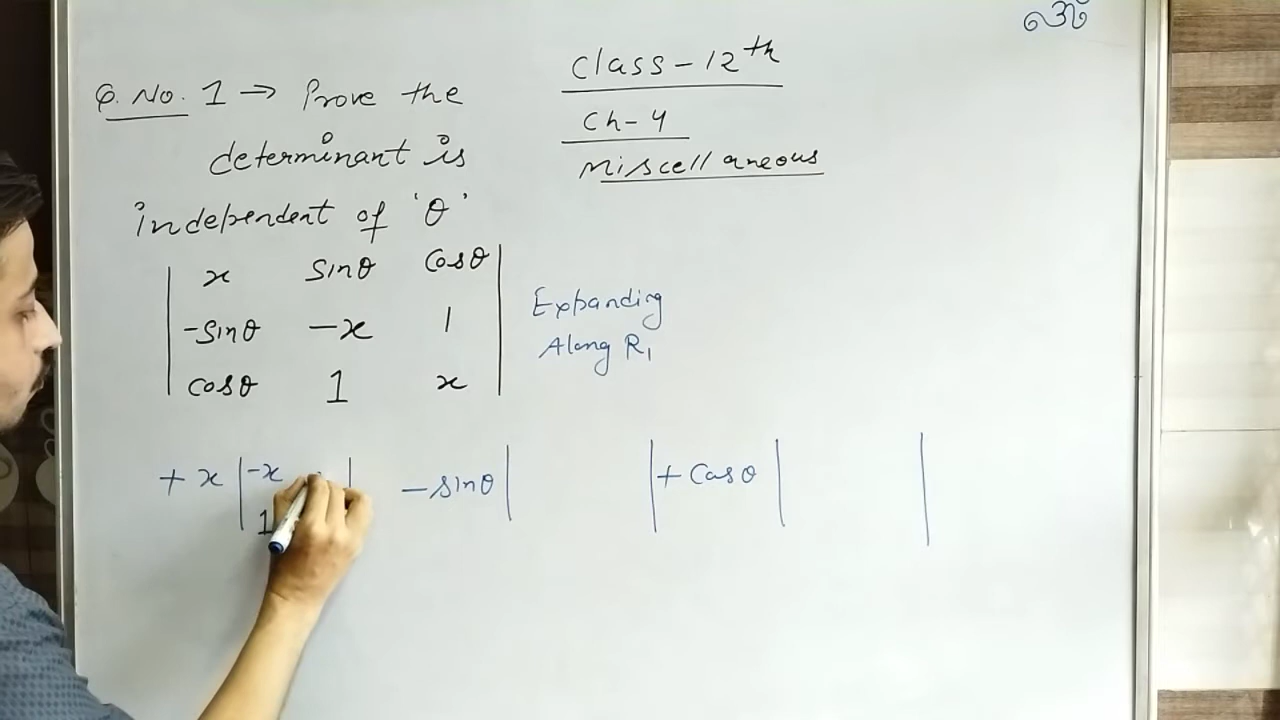 ॐ
Class-12th
Ch-4
Miscellaneous
Q. No. 1 → Prove the
determinant is
independent of 'θ'
| x sinθ cosθ |
| -sinθ -x 1 |
| cosθ 1 x |
Expanding
Along R₁
+ x | -x | - sinθ | | + cosθ | |
1